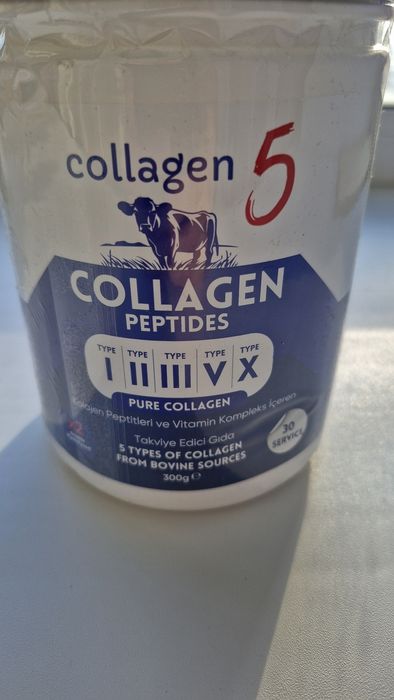 collagen 5
COLLAGEN
PEPTIDES
TYPE TYPE TYPE TYPE TYPE
I II III V X
PURE COLLAGEN
Kolajen Peptitleri ve Vitamin Kompleks İçeren
Takviye Edici Gıda
5 TYPES OF COLLAGEN
FROM BOVINE SOURCES
300g ℮
30
SERVICE
x2